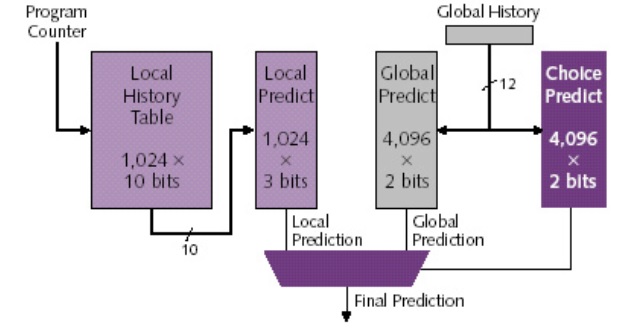 Program
Counter
Global History
Local
History
Table
1,024 ×
10 bits
Local
Predict
1,024
×
3 bits
Global
Predict
4,096
×
2 bits
12
Choice
Predict
4,096
×
2 bits
10
Local
Prediction
Global
Prediction
Final Prediction